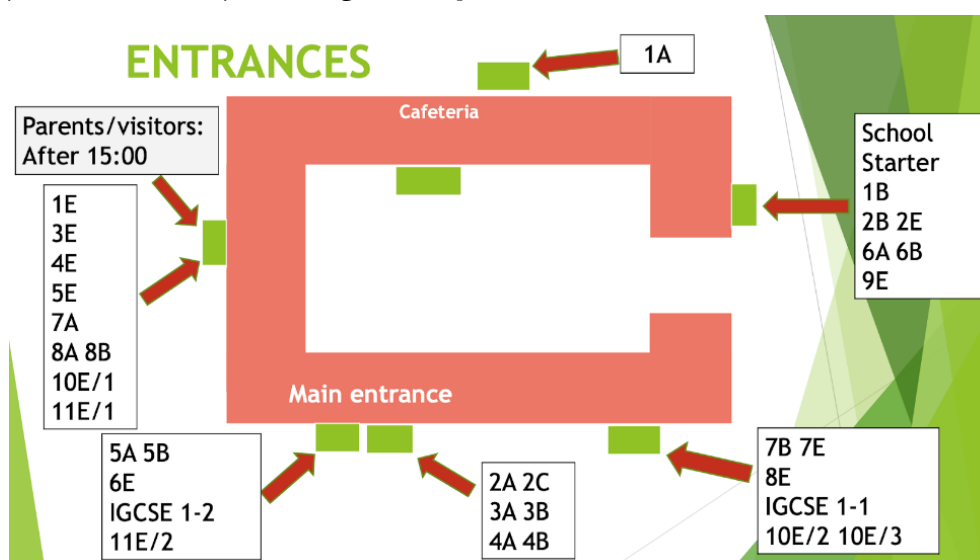 ENTRANCES
1A
Cafeteria
Parents/visitors:
After 15:00
School
Starter
1B
2B 2E
6A 6B
9E
1E
3E
4E
5E
7A
8A 8B
10E/1
11E/1
Main entrance
5A 5B
6E
IGCSE 1-2
11E/2
2A 2C
3A 3B
4A 4B
7B 7E
8E
IGCSE 1-1
10E/2 10E/3